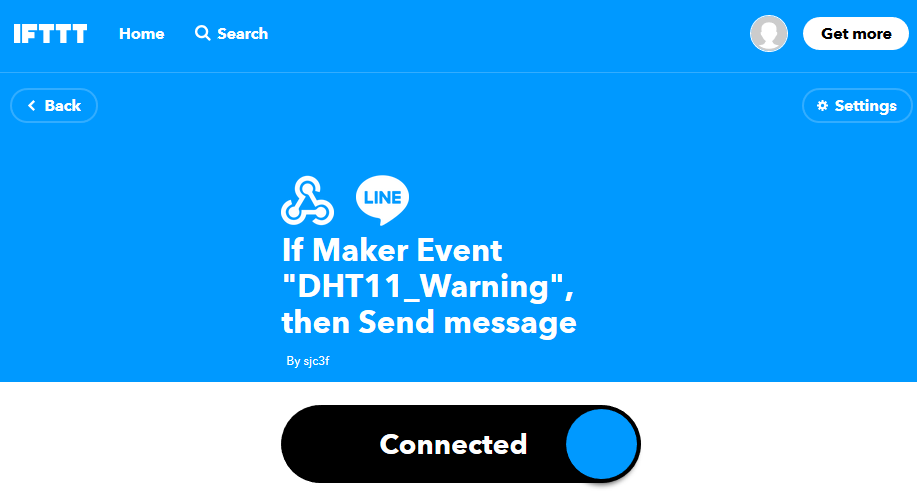 IFTTT Home Search Get more
Back Settings
LINE
If Maker Event
"DHT11_Warning",
then Send message
By sjc3f
Connected